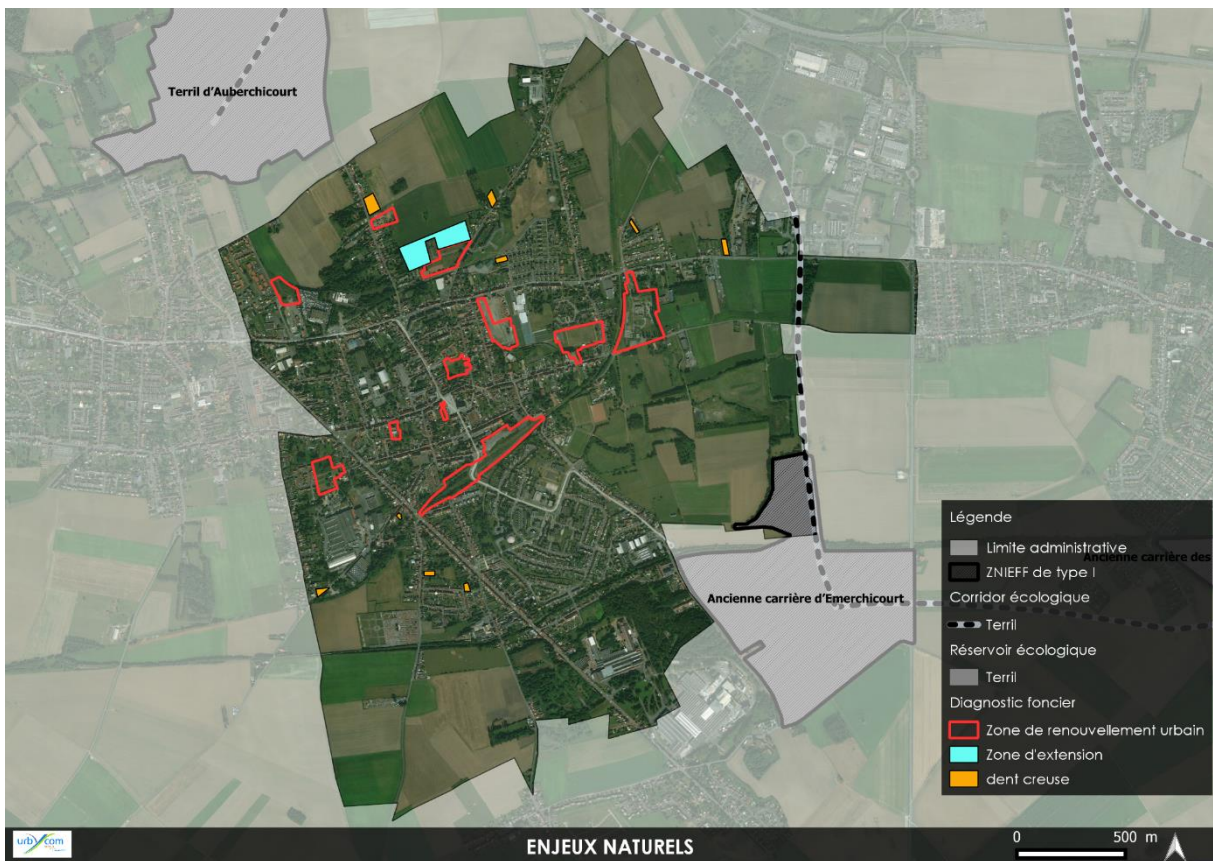 Terril d'Auberchicourt
Légende
Limite administrative
ZNIEFF de type I
Corridor écologique
Terril
Réservoir écologique
Terril
Diagnostic foncier
Zone de renouvellement urbain
Zone d'extension
dent creuse
Ancienne carrière des
Ancienne carrière d'Emerchicourt
urbycom
ENJEUX NATURELS
0 500 m